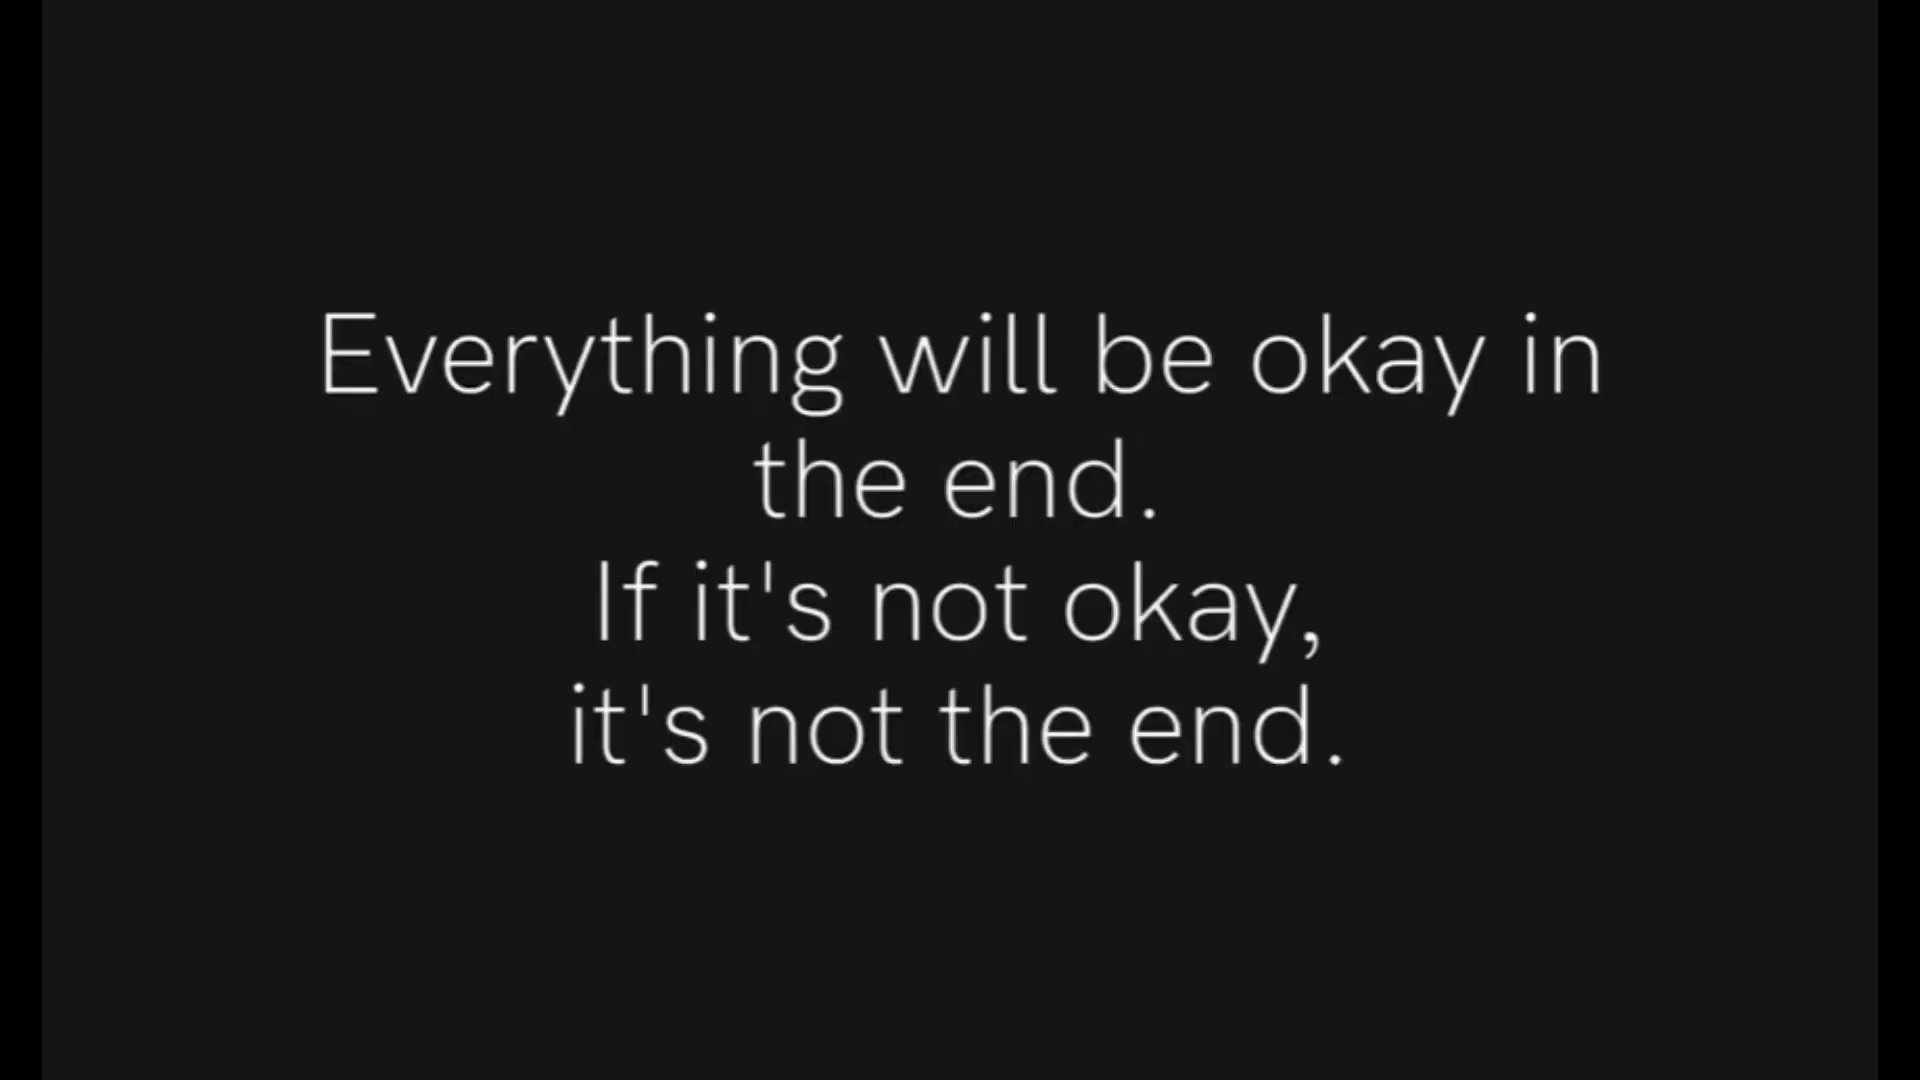 Everything will be okay in
the end.
If it's not okay,
it's not the end.